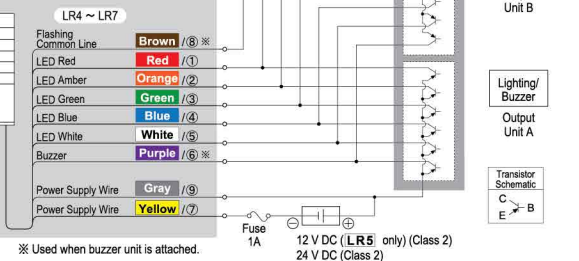 Unit B
LR4 ~ LR7
Flashing
Common Line Brown /⑧ ※
LED Red Red /①
LED Amber Orange /②
LED Green Green /③
LED Blue Blue /④
LED White White /⑤
Buzzer Purple /⑥ ※
Power Supply Wire Gray /⑨
Power Supply Wire Yellow /⑦
Lighting/
Buzzer
Output
Unit A
Transistor
Schematic
C
B
E
⊖ ⊕
Fuse
1A
12 V DC ( LR5 only) (Class 2)
24 V DC (Class 2)
※ Used when buzzer unit is attached.